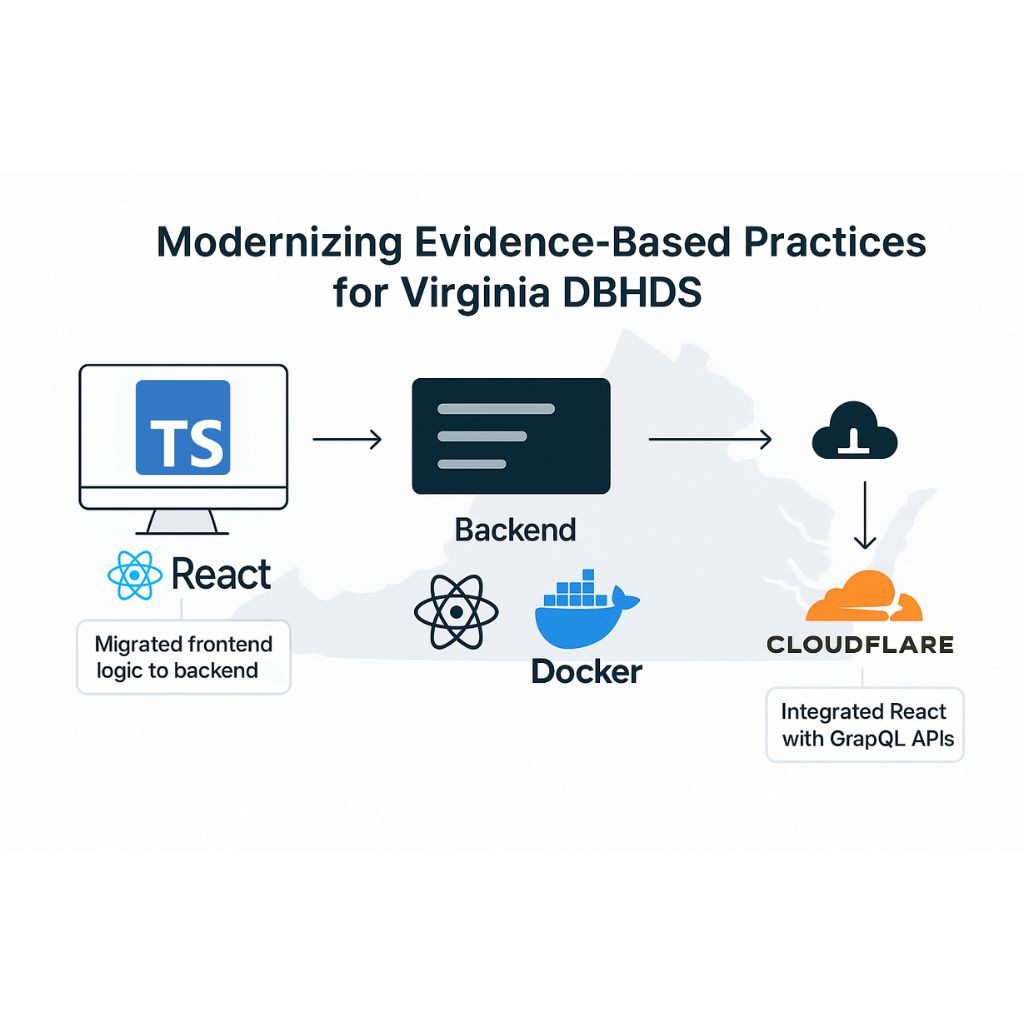 Modernizing Evidence-Based Practices
for Virginia DBHDS
TS
React
Migrated frontend
logic to backend
Backend
Docker
CLOUDFLARE
Integrated React
with GrapQL APIs